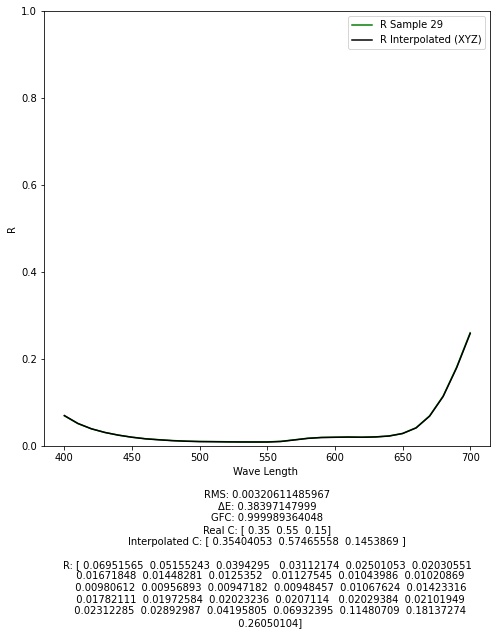 1.0
0.8
0.6
0.4
0.2
0.0
R
R Sample 29
R Interpolated (XYZ)
400 450 500 550 600 650 700
Wave Length
RMS: 0.00320611485967
ΔE: 0.38397147999
GFC: 0.999989364048
Real C: [ 0.35 0.55 0.15]
Interpolated C: [ 0.35404053 0.57465558 0.1453869 ]
R: [ 0.06951565 0.05155243 0.0394295 0.03112174 0.02501053 0.02030551
0.01671848 0.01448281 0.0125352 0.01127545 0.01043986 0.01020869
0.00980612 0.00956893 0.00947182 0.00948457 0.01067624 0.01423316
0.01782111 0.01972584 0.02023236 0.0207114 0.02029384 0.02101949
0.02312285 0.02892987 0.04195805 0.06932395 0.11480709 0.18137274
0.26050104]